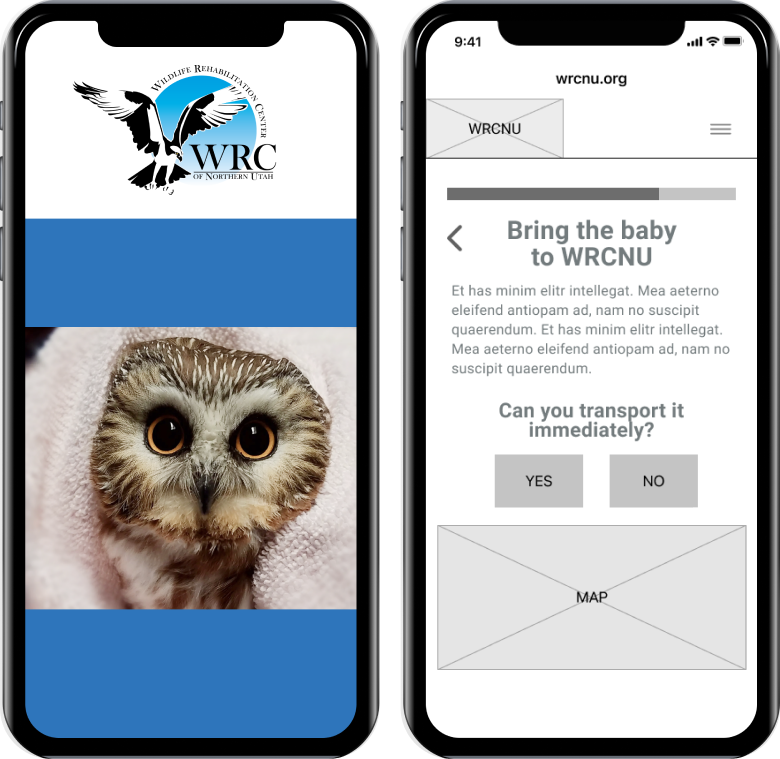 WILDLIFE REHABILITATION CENTER
WRC
OF NORTHERN UTAH
9:41
wrcnu.org
WRCNU
Bring the baby
to WRCNU
Et has minim elitr intellegat. Mea aeterno
eleifend antiopam ad, nam no suscipit
quaerendum. Et has minim elitr intellegat.
Mea aeterno eleifend antiopam ad, nam no
suscipit quaerendum.
Can you transport it
immediately?
YES
NO
MAP